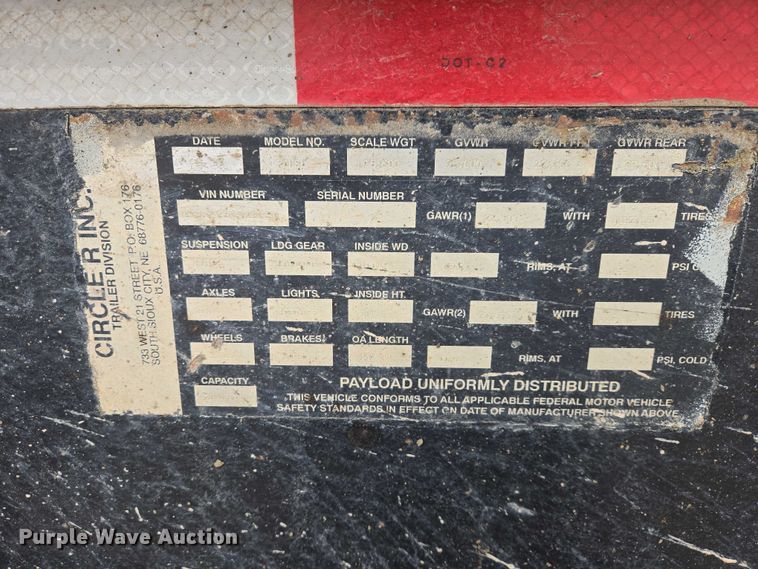 DOT-C2
CIRCLE R INC.
TRAILER DIVISION
733 WEST 21 STREET P.O. BOX 176
SOUTH SIOUX CITY, NE 68776-0176
U.S.A.
DATE MODEL NO. SCALE WGT GVWR GVWR FR. GVWR REAR
VIN NUMBER SERIAL NUMBER GAWR(1) WITH TIRES
SUSPENSION LDG GEAR INSIDE WD RIMS, AT PSI
AXLES LIGHTS INSIDE HT. GAWR(2) WITH TIRES
WHEELS BRAKES OA LENGTH RIMS, AT PSI, COLD
CAPACITY PAYLOAD UNIFORMLY DISTRIBUTED
THIS VEHICLE CONFORMS TO ALL APPLICABLE FEDERAL MOTOR VEHICLE
SAFETY STANDARDS IN EFFECT ON DATE OF MANUFACTURER SHOWN ABOVE
Purple Wave Auction